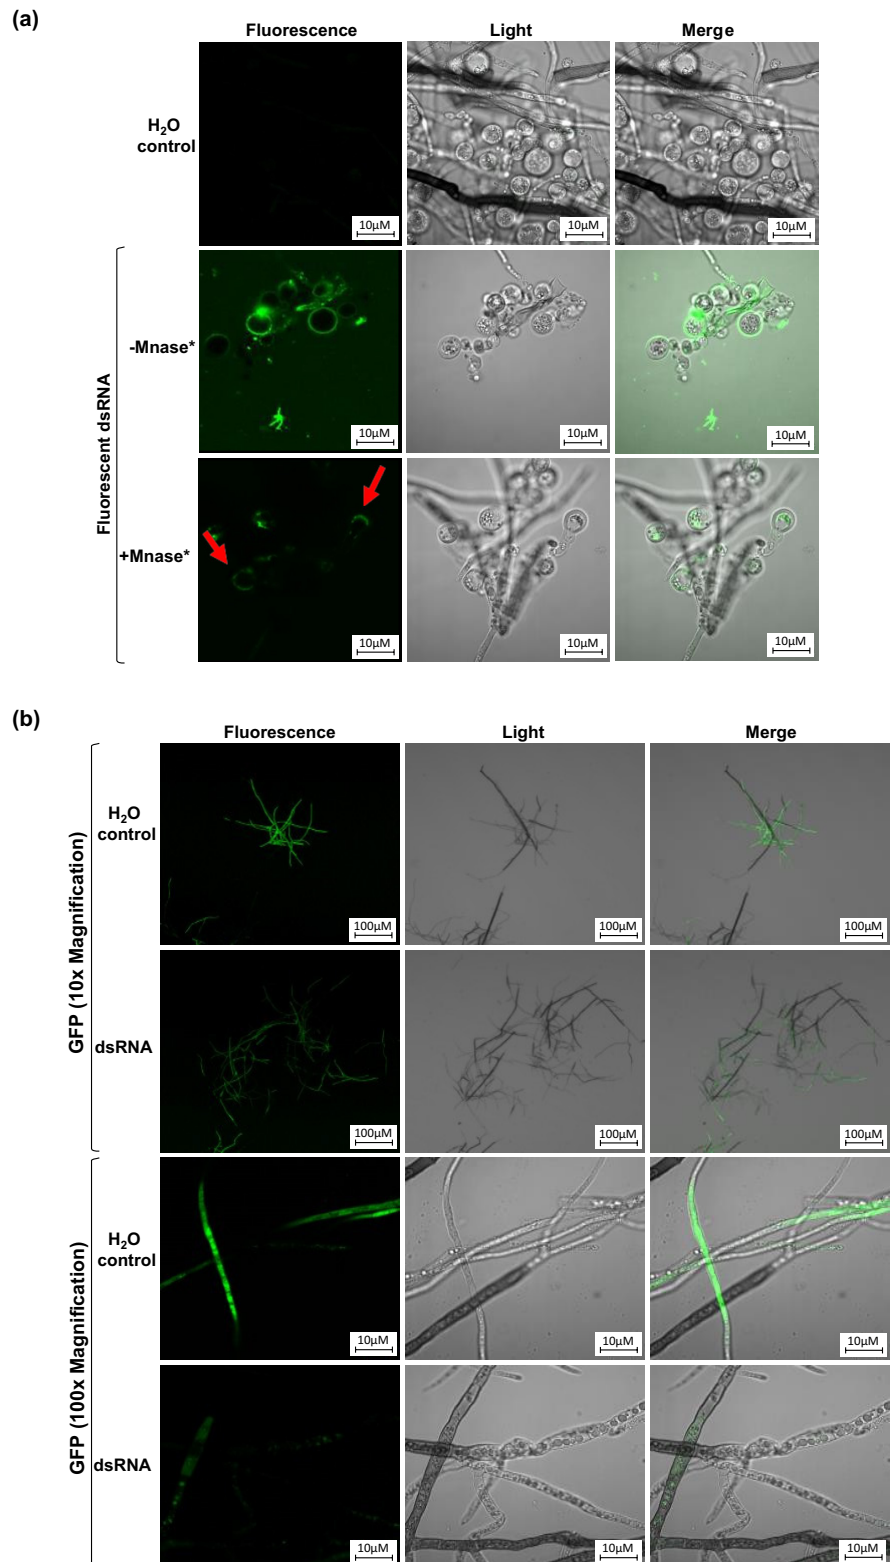 (a)
Fluorescence Light Merge
H₂O
control
10µM 10µM 10µM
Fluorescent dsRNA
-Mnase*
10µM 10µM 10µM
+Mnase*
10µM 10µM 10µM
(b)
Fluorescence Light Merge
GFP (10x Magnification)
H₂O
control
100µM 100µM 100µM
dsRNA
100µM 100µM 100µM
GFP (100x Magnification)
H₂O
control
10µM 10µM 10µM
dsRNA
10µM 10µM 10µM